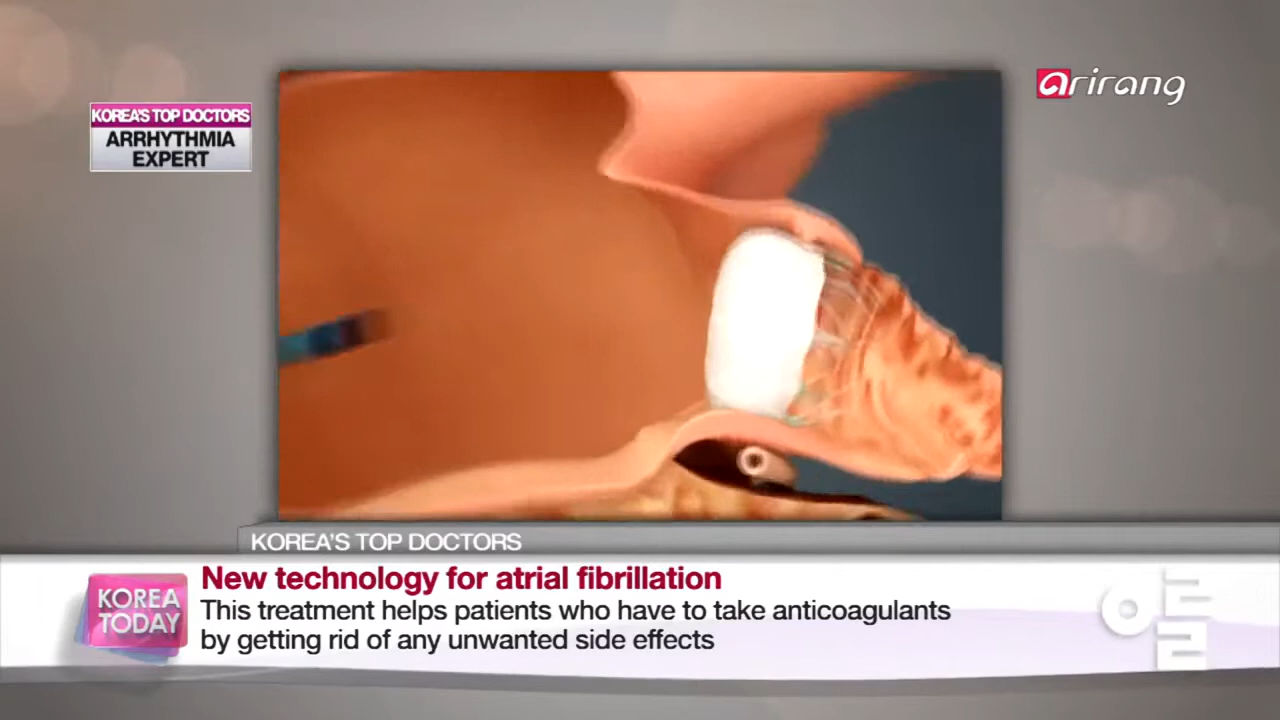 arirang
KOREA'S TOP DOCTORS
ARRHYTHMIA
EXPERT
KOREA'S TOP DOCTORS
KOREA
TODAY
New technology for atrial fibrillation
This treatment helps patients who have to take anticoagulants
by getting rid of any unwanted side effects